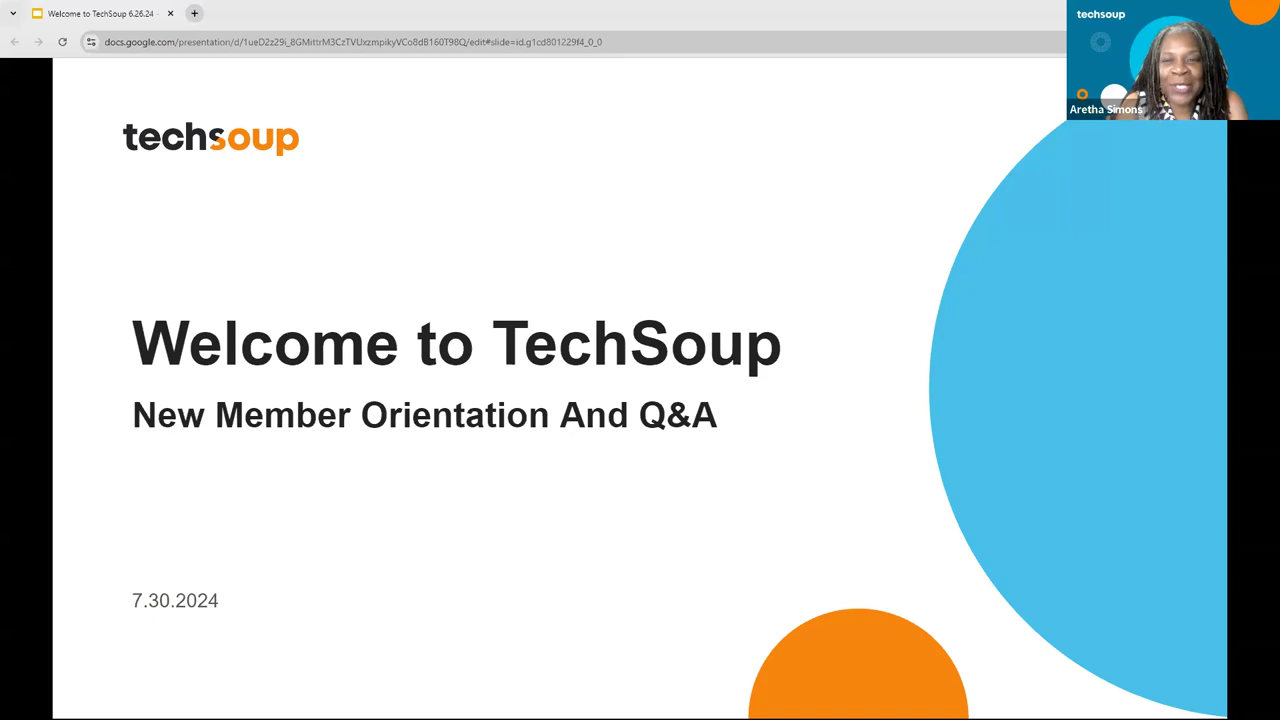 Welcome to TechSoup 6.26.24 -
docs.google.com/presentation/d/1ueD2z29i_8GMittrM3CzTVUxzmpikyVCo8dB160T98Q/edit#slide=id.g1cd801229f4_0_0
techsoup
Aretha Simons
techsoup
Welcome to TechSoup
New Member Orientation And Q&A
7.30.2024